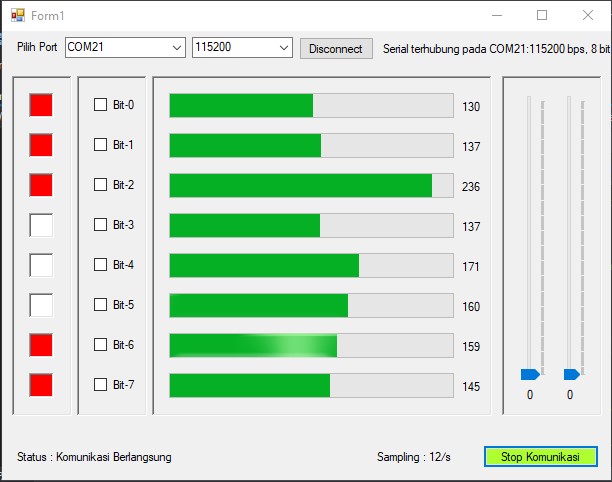 Form1
Pilih Port COM21 115200 Disconnect Serial terhubung pada COM21:115200 bps, 8 bit
Bit-0 130
Bit-1 137
Bit-2 236
Bit-3 137
Bit-4 171
Bit-5 160
Bit-6 159
Bit-7 145
0 0
Status : Komunikasi Berlangsung Sampling : 12/s Stop Komunikasi